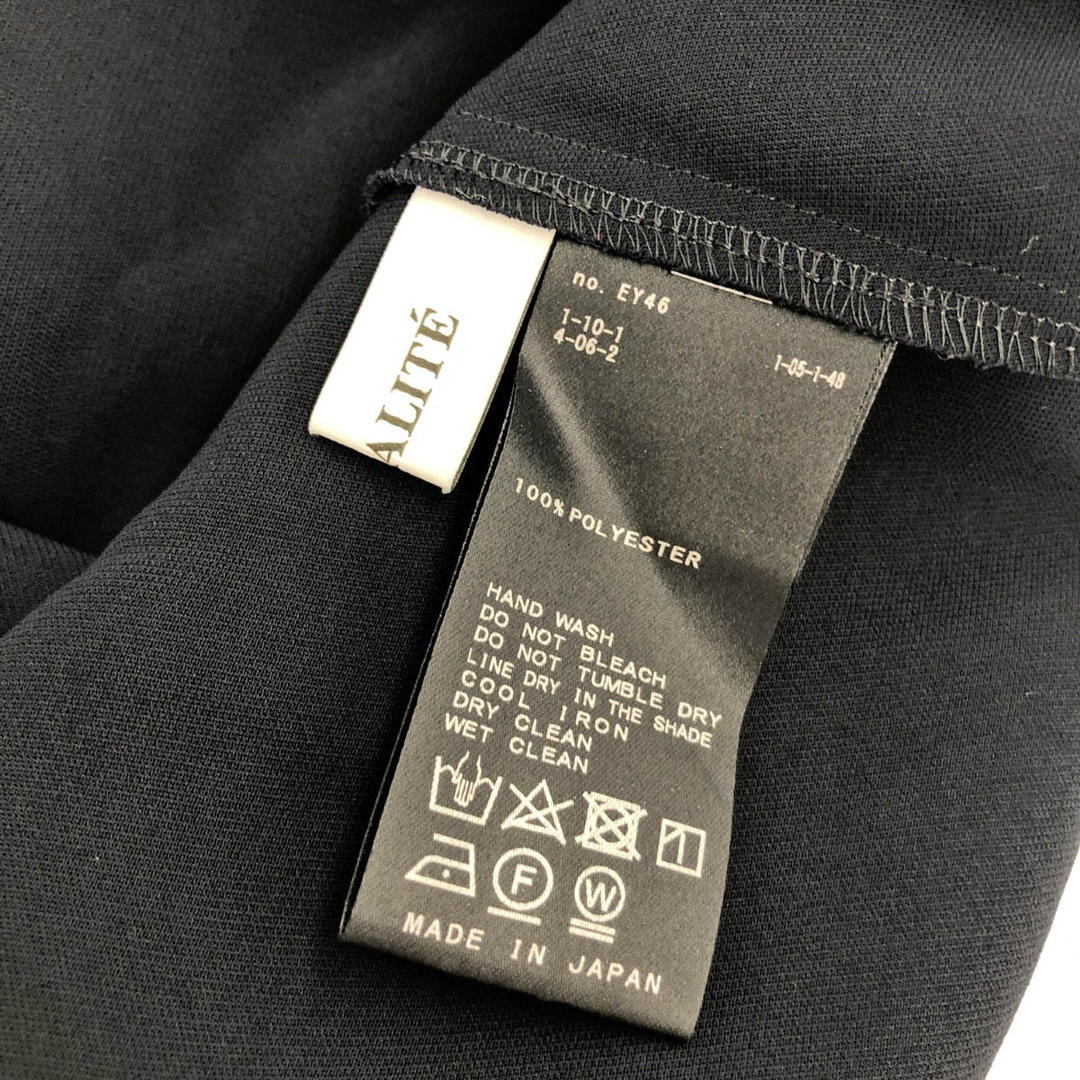 ALITÉ
no. EY46
1-10-1
4-06-2
1-05-1-48
100% POLYESTER
HAND WASH
DO NOT BLEACH
DO NOT TUMBLE DRY
LINE DRY IN THE SHADE
COOL IRON
DRY CLEAN
WET CLEAN
F
W
MADE IN JAPAN